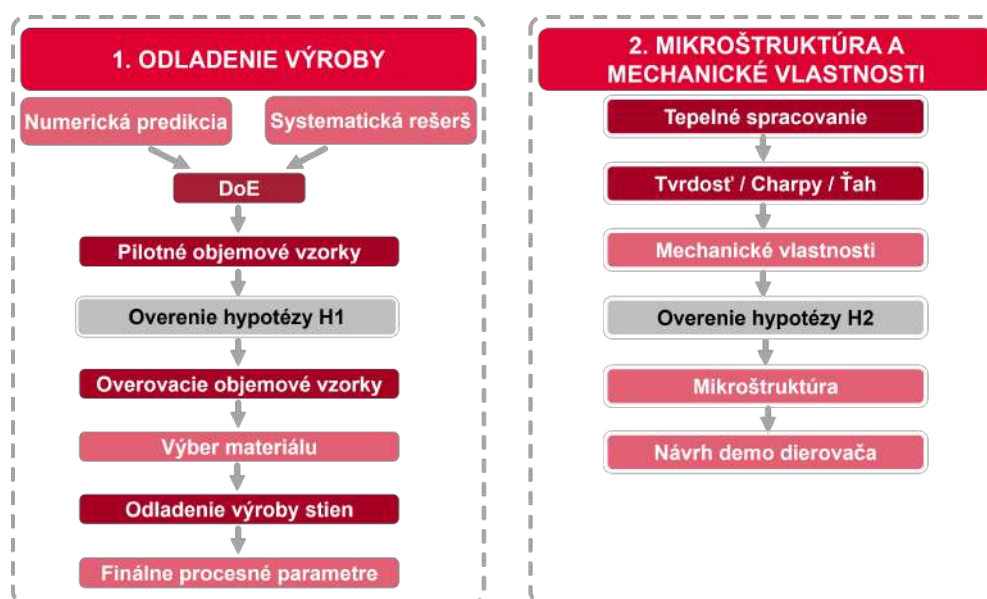 1. ODLADENIE VÝROBY
Numerická predikcia
Systematická rešerš
DoE
Pilotné objemové vzorky
Overenie hypotézy H1
Overovacie objemové vzorky
Výber materiálu
Odladenie výroby stien
Finálne procesné parametre
2. MIKROŠTRUKTÚRA A
MECHANICKÉ VLASTNOSTI
Tepelné spracovanie
Tvrdosť / Charpy / Ťah
Mechanické vlastnosti
Overenie hypotézy H2
Mikroštruktúra
Návrh demo dierovača